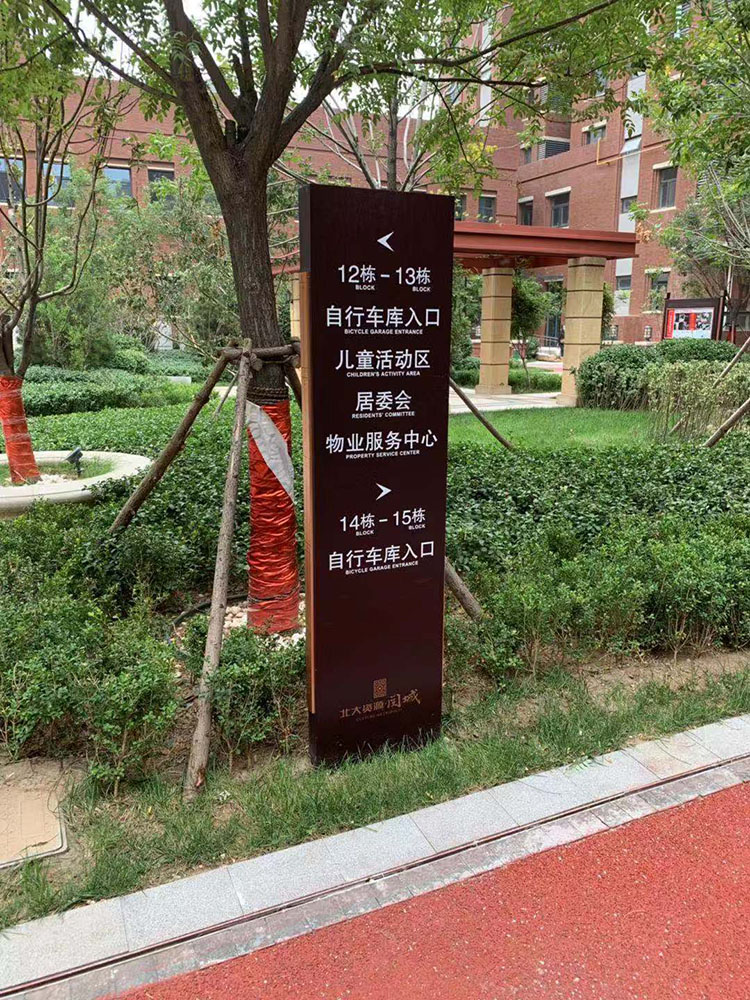 12栋-13栋
BLOCK BLOCK
自行车库入口
BICYCLE GARAGE ENTRANCE
儿童活动区
CHILDREN'S ACTIVITY AREA
居委会
RESIDENTS' COMMITTEE
物业服务中心
PROPERTY SERVICE CENTER
14栋-15栋
BLOCK BLOCK
自行车库入口
BICYCLE GARAGE ENTRANCE
北大资源·阅城